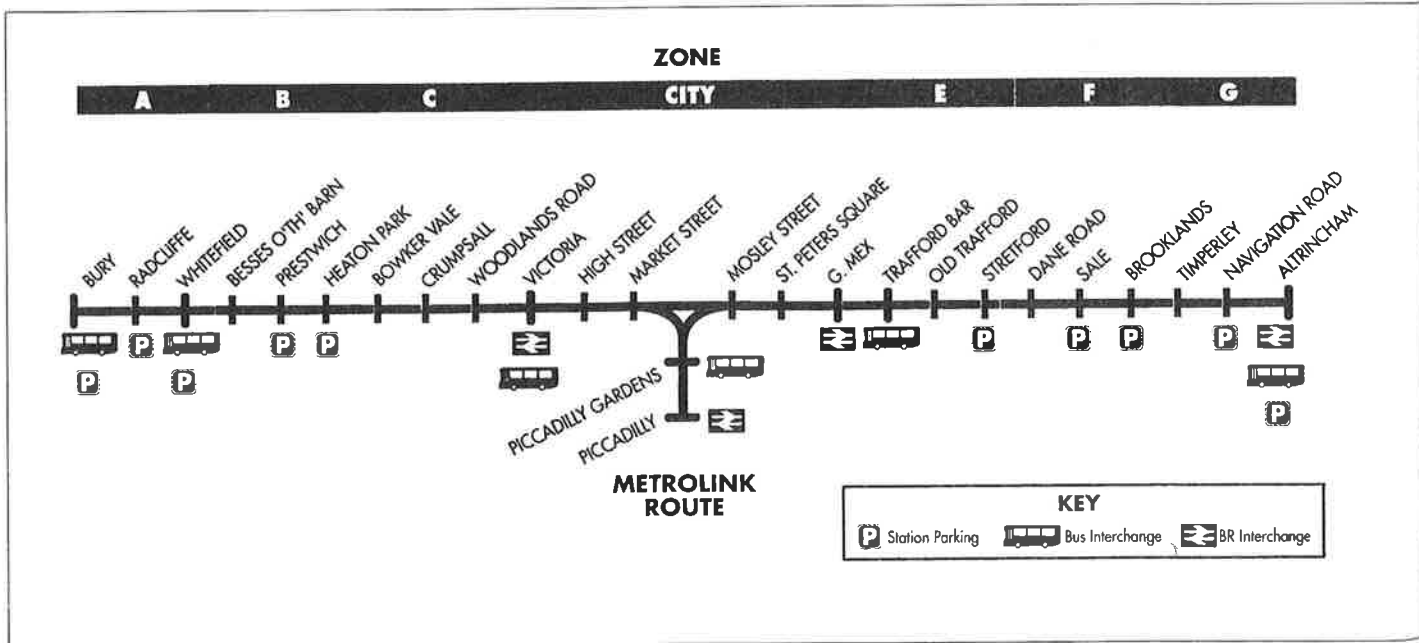 ZONE
A B C CITY E F G
BURY
RADCLIFFE
WHITEFIELD
BESSES O'TH' BARN
PRESTWICH
HEATON PARK
BOWKER VALE
CRUMPSALL
WOODLANDS ROAD
VICTORIA
HIGH STREET
MARKET STREET
MOSLEY STREET
ST. PETERS SQUARE
G. MEX
TRAFFORD BAR
OLD TRAFFORD
STRETFORD
DANE ROAD
SALE
BROOKLANDS
TIMPERLEY
NAVIGATION ROAD
ALTRINCHAM
P P P P P P P P
P P P
PICCADILLY GARDENS
PICCADILLY
METROLINK
ROUTE
KEY
P Station Parking Bus Interchange BR Interchange